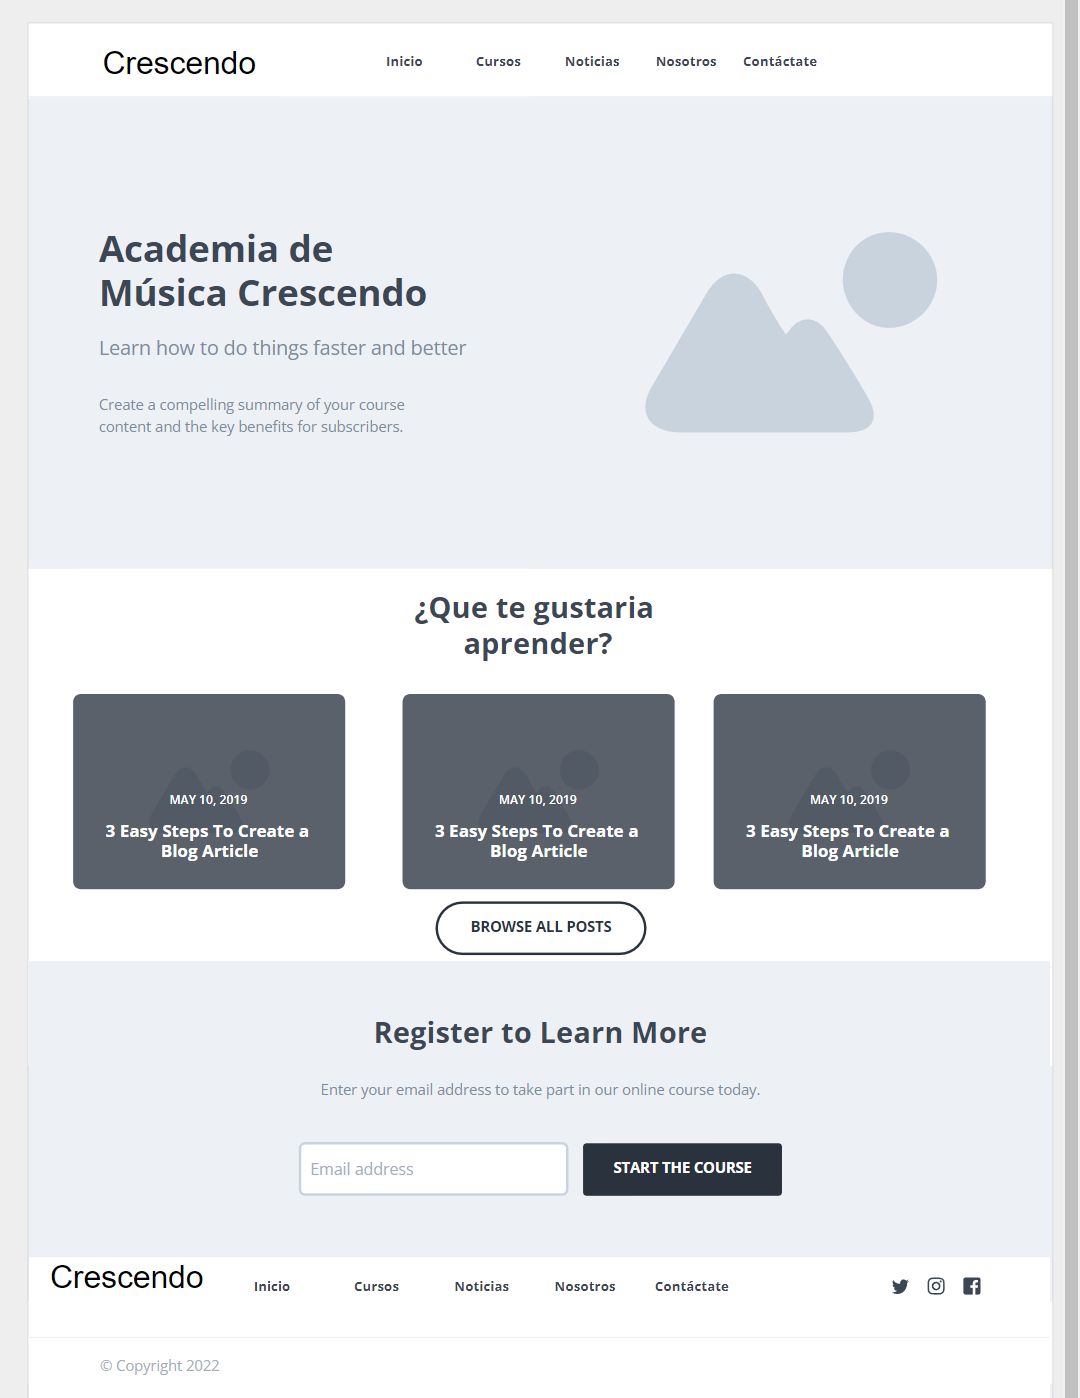 Crescendo
Inicio Cursos Noticias Nosotros Contáctate
Academia de
Música Crescendo
Learn how to do things faster and better
Create a compelling summary of your course
content and the key benefits for subscribers.
¿Que te gustaria
aprender?
MAY 10, 2019
3 Easy Steps To Create a
Blog Article
MAY 10, 2019
3 Easy Steps To Create a
Blog Article
MAY 10, 2019
3 Easy Steps To Create a
Blog Article
BROWSE ALL POSTS
Register to Learn More
Enter your email address to take part in our online course today.
Email address
START THE COURSE
Crescendo
Inicio Cursos Noticias Nosotros Contáctate
© Copyright 2022